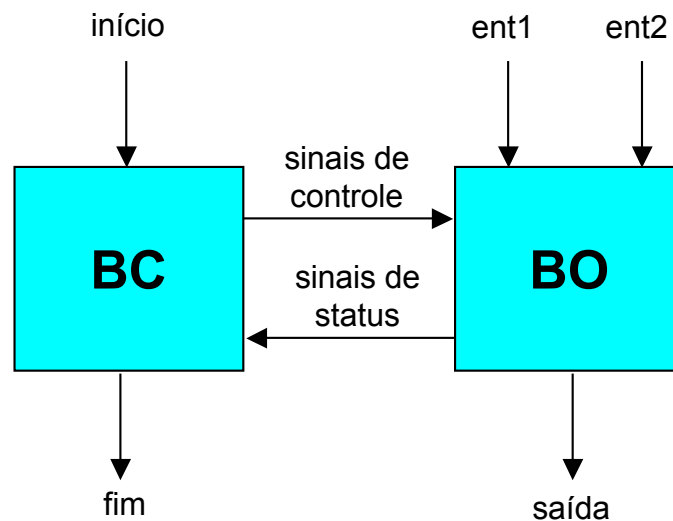 início
ent1
ent2
sinais de
controle
BC
BO
sinais de
status
fim
saída